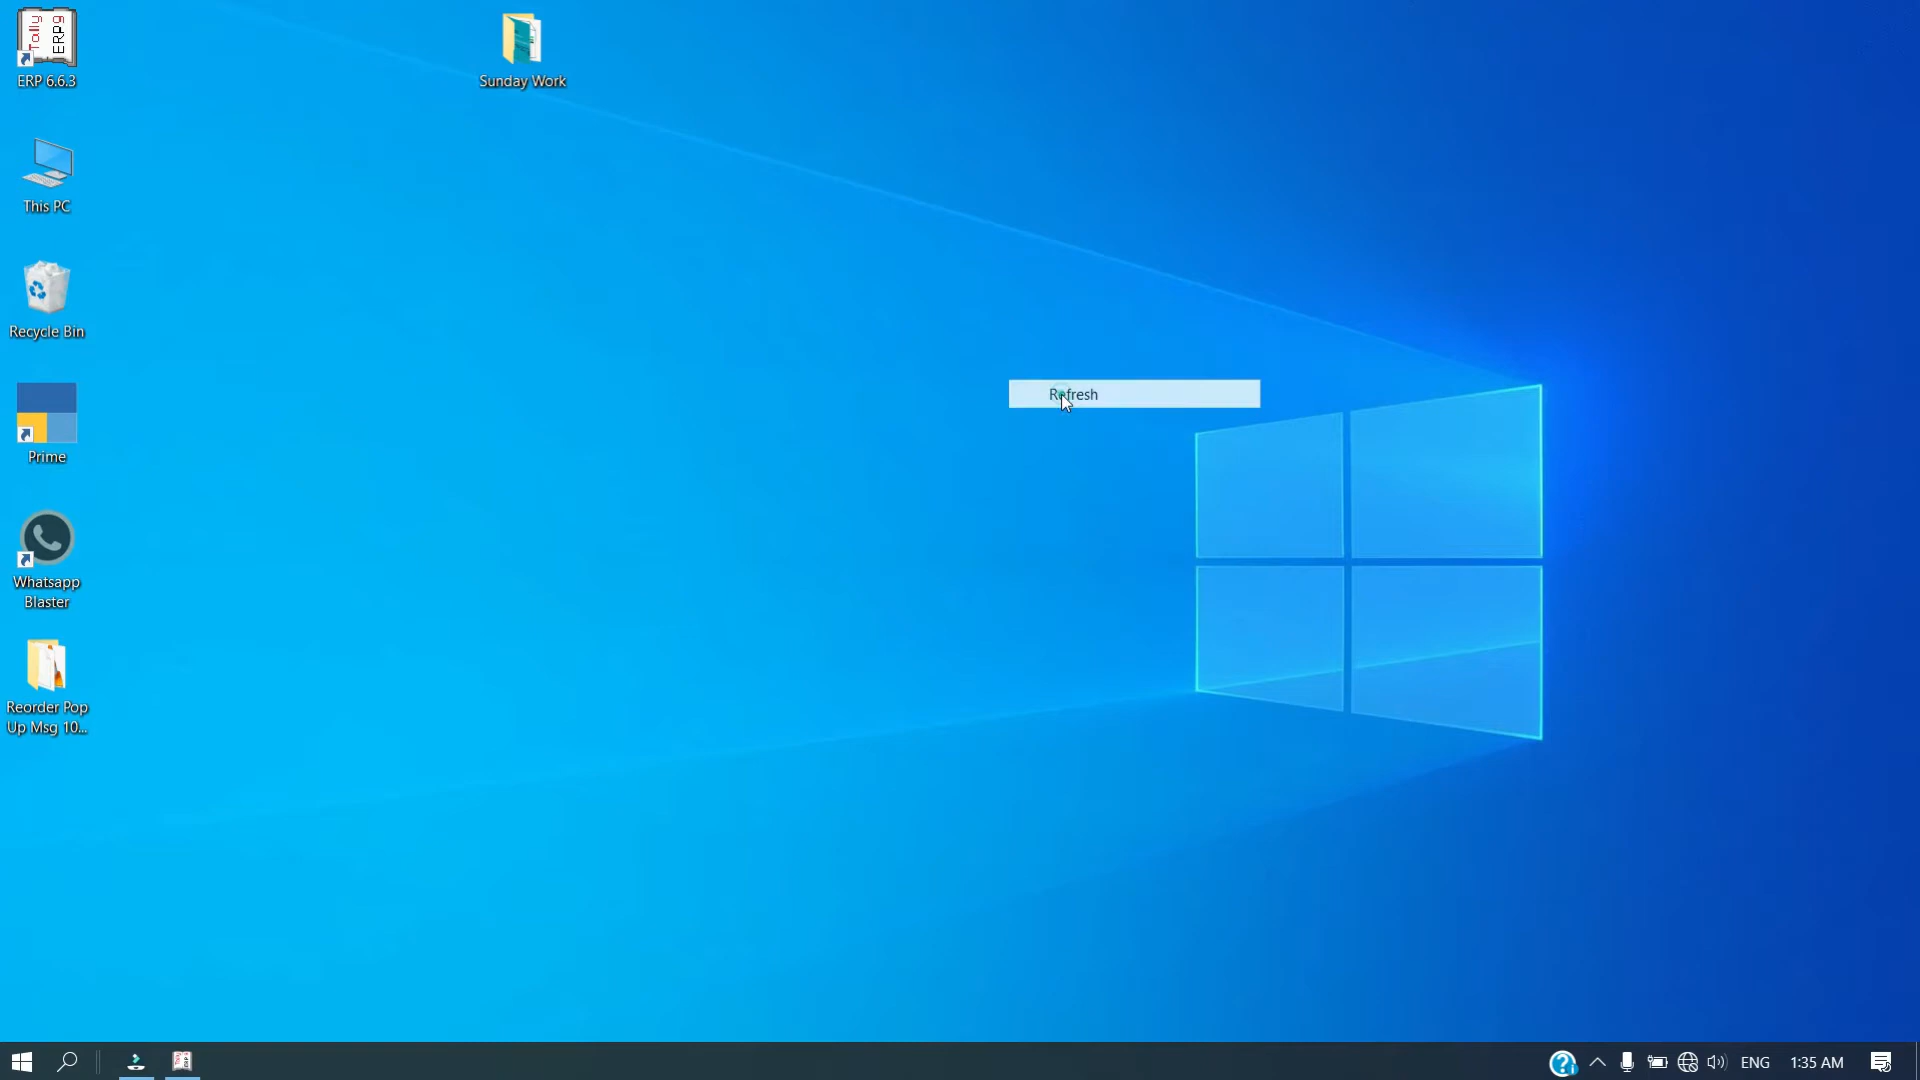 Tally
ERP9
ERP 6.6.3
Sunday Work
This PC
Recycle Bin
Refresh
Prime
Whatsapp
Blaster
Reorder Pop
Up Msg 10...
ENG
1:35 AM